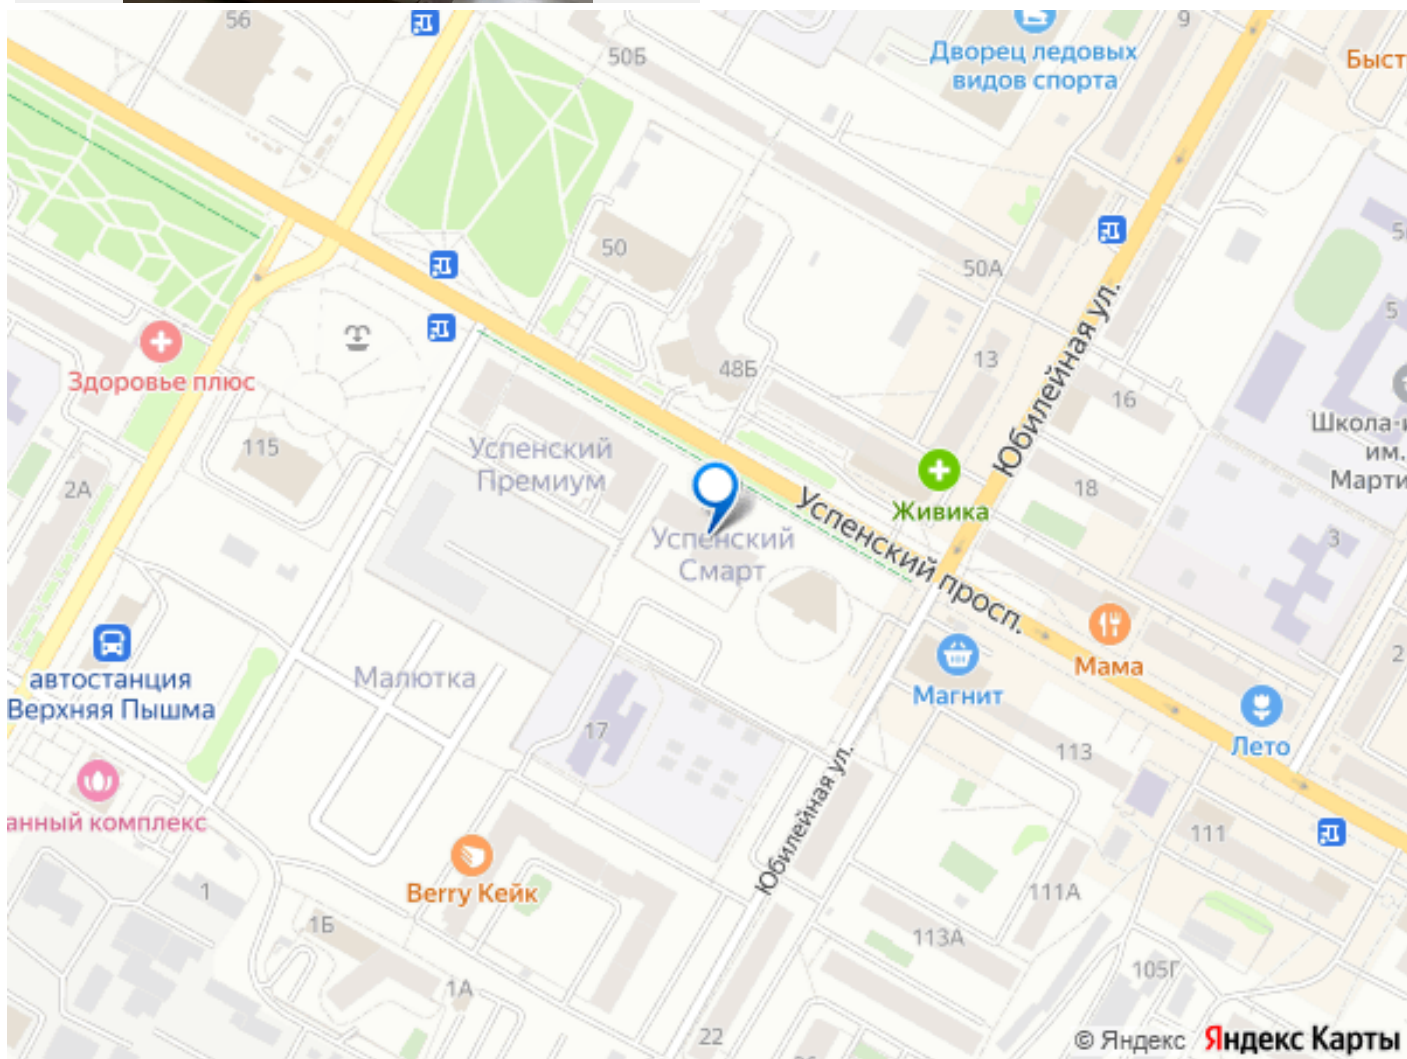 56
50Б
Дворец ледовых
видов спорта
9
Быст
50
50А
5
48Б
13
16
Здоровье плюс
115
2А
Успенский
Премиум
Юбилейная ул.
Школа-и
им.
Марти
18
Живика
3
Успенский
Смарт
Успенский просп.
Мама
2
Магнит
Лето
автостанция
Верхняя Пышма
Малютка
17
113
111
анный комплекс
Юбилейная ул.
Berry Кейк
1
1Б
111А
113А
105Г
1А
22
© Яндекс Яндекс Карты